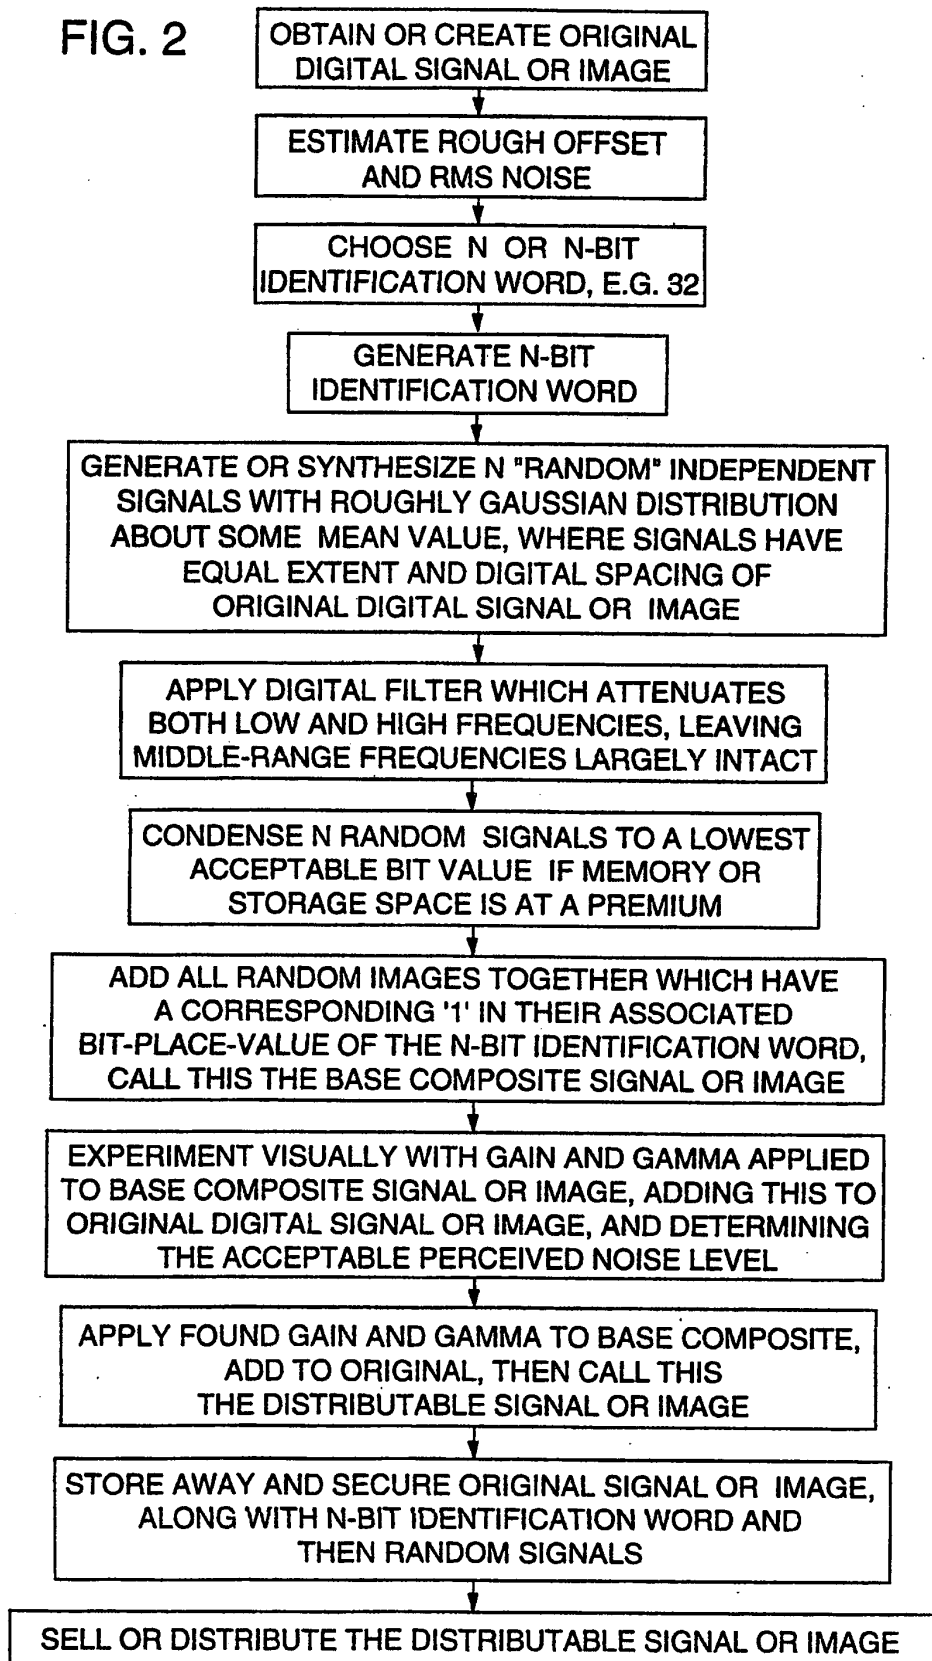 FIG. 2
OBTAIN OR CREATE ORIGINAL
DIGITAL SIGNAL OR IMAGE
ESTIMATE ROUGH OFFSET
AND RMS NOISE
CHOOSE N OR N-BIT
IDENTIFICATION WORD, E.G. 32
GENERATE N-BIT
IDENTIFICATION WORD
GENERATE OR SYNTHESIZE N "RANDOM" INDEPENDENT
SIGNALS WITH ROUGHLY GAUSSIAN DISTRIBUTION
ABOUT SOME MEAN VALUE, WHERE SIGNALS HAVE
EQUAL EXTENT AND DIGITAL SPACING OF
ORIGINAL DIGITAL SIGNAL OR IMAGE
APPLY DIGITAL FILTER WHICH ATTENUATES
BOTH LOW AND HIGH FREQUENCIES, LEAVING
MIDDLE-RANGE FREQUENCIES LARGELY INTACT
CONDENSE N RANDOM SIGNALS TO A LOWEST
ACCEPTABLE BIT VALUE IF MEMORY OR
STORAGE SPACE IS AT A PREMIUM
ADD ALL RANDOM IMAGES TOGETHER WHICH HAVE
A CORRESPONDING '1' IN THEIR ASSOCIATED
BIT-PLACE-VALUE OF THE N-BIT IDENTIFICATION WORD,
CALL THIS THE BASE COMPOSITE SIGNAL OR IMAGE
EXPERIMENT VISUALLY WITH GAIN AND GAMMA APPLIED
TO BASE COMPOSITE SIGNAL OR IMAGE, ADDING THIS TO
ORIGINAL DIGITAL SIGNAL OR IMAGE, AND DETERMINING
THE ACCEPTABLE PERCEIVED NOISE LEVEL
APPLY FOUND GAIN AND GAMMA TO BASE COMPOSITE,
ADD TO ORIGINAL, THEN CALL THIS
THE DISTRIBUTABLE SIGNAL OR IMAGE
STORE AWAY AND SECURE ORIGINAL SIGNAL OR IMAGE,
ALONG WITH N-BIT IDENTIFICATION WORD AND
THEN RANDOM SIGNALS
SELL OR DISTRIBUTE THE DISTRIBUTABLE SIGNAL OR IMAGE